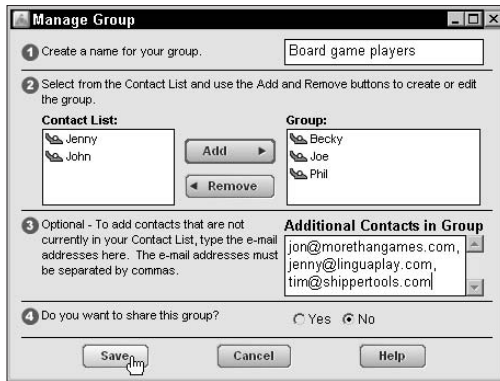 Manage Group
1 Create a name for your group.
Board game players
2 Select from the Contact List and use the Add and Remove buttons to create or edit
the group.
Contact List:
Jenny
John
Add
Remove
Group:
Becky
Joe
Phil
3 Optional - To add contacts that are not
currently in your Contact List, type the e-mail
addresses here. The e-mail addresses must
be separated by commas.
Additional Contacts in Group
jon@morethangames.com,
jenny@linguaplay.com,
tim@shippertools.com
4 Do you want to share this group?
Yes No
Save Cancel Help